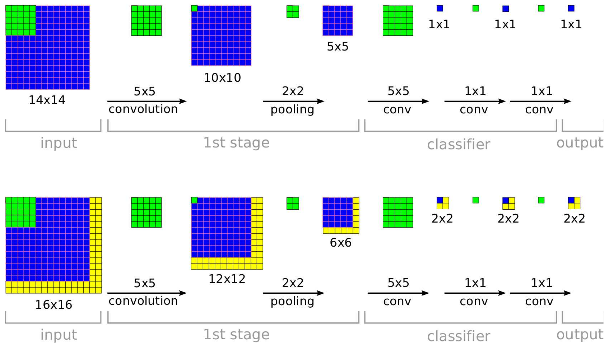 1x1 1x1 1x1
5x5
14x14 5x5 10x10 2x2 5x5 1x1 1x1
convolution pooling conv conv conv
input 1st stage classifier output
2x2 2x2 2x2
6x6
16x16 5x5 12x12 2x2 5x5 1x1 1x1
convolution pooling conv conv conv
input 1st stage classifier output